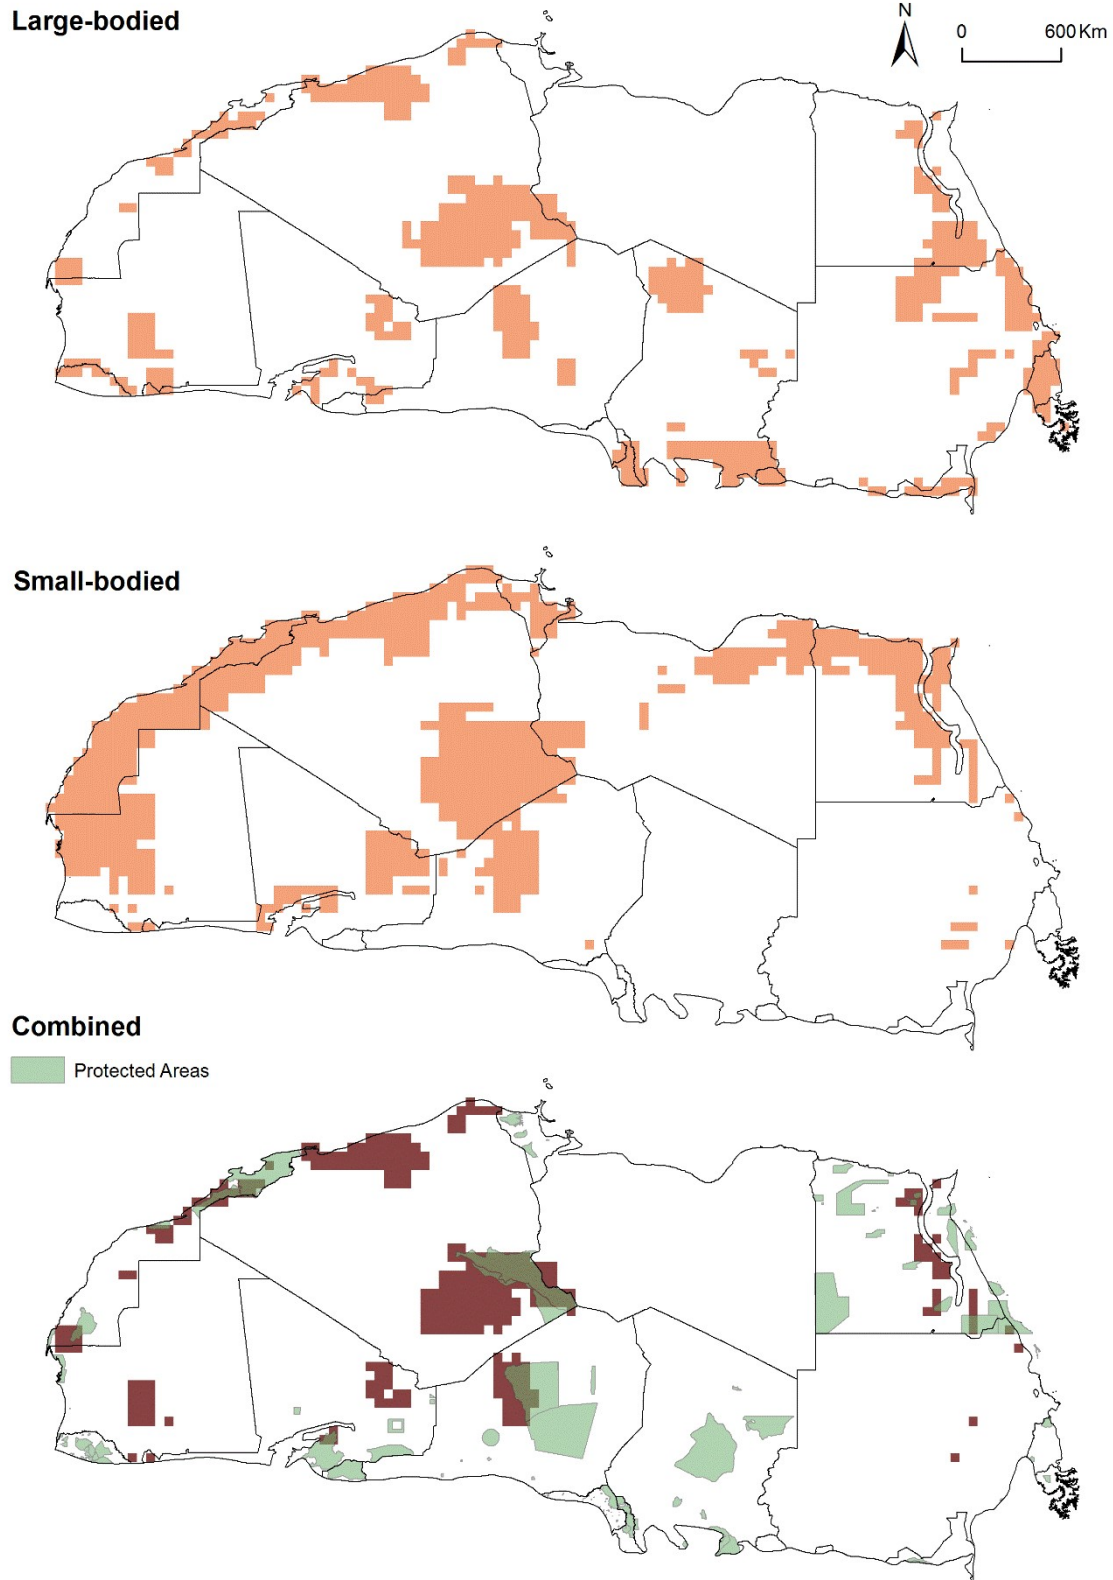 Large-bodied
N
0 600 Km
Small-bodied
Combined
Protected Areas